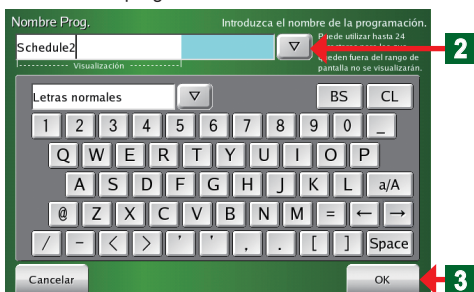 Nombre Prog.
Introduzca el nombre de la programación.
Schedule2
Puede utilizar hasta 24
queden fuera del rango de
pantalla no se visualizarán.
Visualización
2
Letras normales
BS CL
1 2 3 4 5 6 7 8 9 0 _
Q W E R T Y U I O P
A S D F G H J K L a/A
@ Z X C V B N M = ← →
/ - < > ' ' , . [ ] Space
Cancelar
OK
3